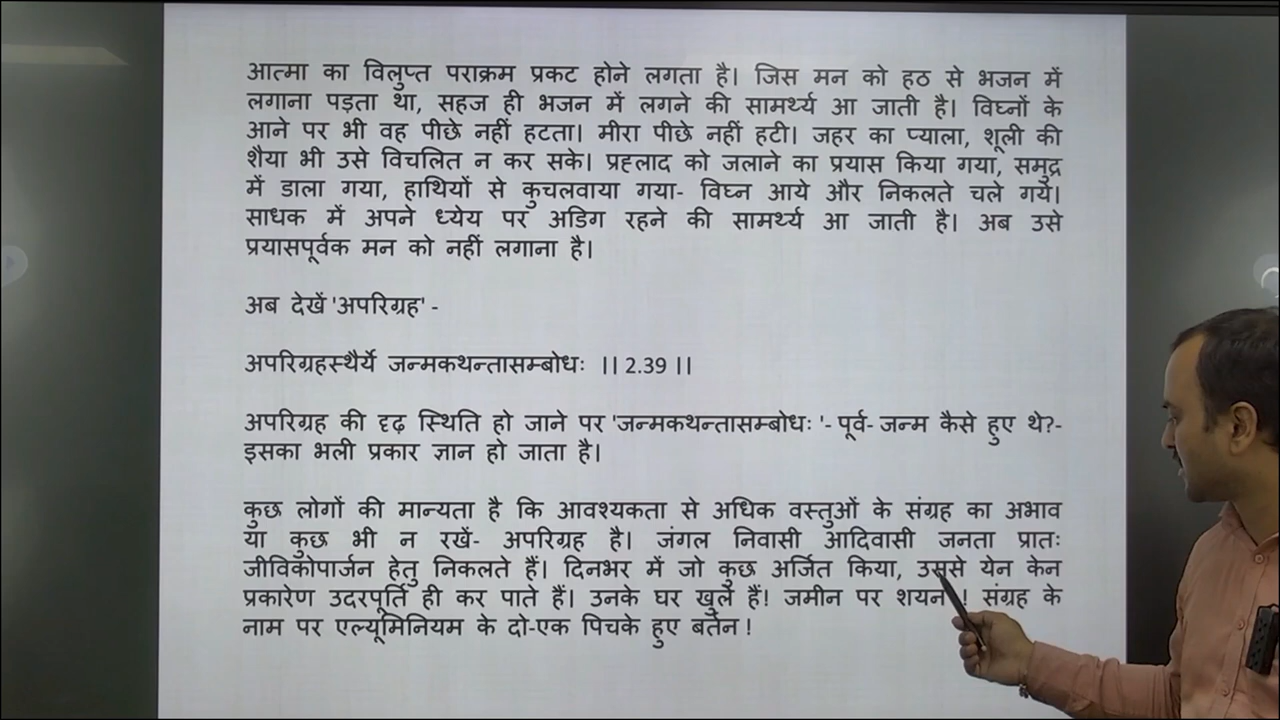 आत्मा का विलुप्त पराक्रम प्रकट होने लगता है। जिस मन को हठ से भजन में
लगाना पड़ता था, सहज ही भजन में लगने की सामर्थ्य आ जाती है। विघ्नों के
आने पर भी वह पीछे नहीं हटता। मीरा पीछे नहीं हटी। जहर का प्याला, शूली की
शैया भी उसे विचलित न कर सके। प्रह्लाद को जलाने का प्रयास किया गया, समुद्र
में डाला गया, हाथियों से कुचलवाया गया- विघ्न आये और निकलते चले गये।
साधक में अपने ध्येय पर अडिग रहने की सामर्थ्य आ जाती है। अब उसे
प्रयासपूर्वक मन को नहीं लगाना है।
अब देखें 'अपरिग्रह' -
अपरिग्रहस्थैर्ये जन्मकथन्तासम्बोधः ।। 2.39 ।।
अपरिग्रह की दृढ़ स्थिति हो जाने पर 'जन्मकथन्तासम्बोधः '- पूर्व- जन्म कैसे हुए थे?-
इसका भली प्रकार ज्ञान हो जाता है।
कुछ लोगों की मान्यता है कि आवश्यकता से अधिक वस्तुओं के संग्रह का अभाव
या कुछ भी न रखें- अपरिग्रह है। जंगल निवासी आदिवासी जनता प्रातः
जीविकोपार्जन हेतु निकलते हैं। दिनभर में जो कुछ अर्जित किया, उससे येन केन
प्रकारेण उदरपूर्ति ही कर पाते हैं। उनके घर खुले हैं! जमीन पर शयन ! संग्रह के
नाम पर एल्यूमिनियम के दो-एक पिचके हुए बर्तन !